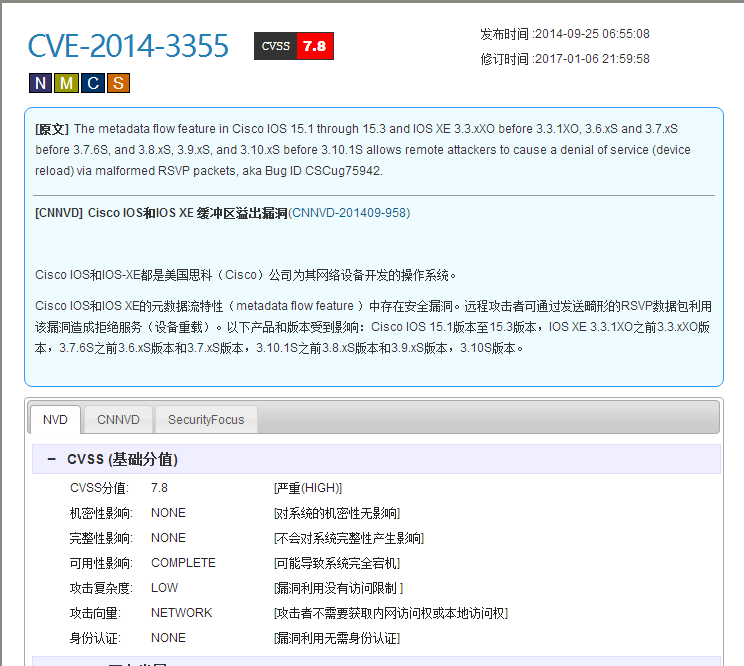 CVE-2014-3355 CVSS 7.8
发布时间 :2014-09-25 06:55:08
修订时间 :2017-01-06 21:59:58
N M C S
[原文] The metadata flow feature in Cisco IOS 15.1 through 15.3 and IOS XE 3.3.xXO before 3.3.1XO, 3.6.xS and 3.7.xS
before 3.7.6S, and 3.8.xS, 3.9.xS, and 3.10.xS before 3.10.1S allows remote attackers to cause a denial of service (device
reload) via malformed RSVP packets, aka Bug ID CSCug75942.
[CNNVD] Cisco IOS和IOS XE 缓冲区溢出漏洞(CNNVD-201409-958)
Cisco IOS和IOS-XE都是美国思科（Cisco）公司为其网络设备开发的操作系统。
Cisco IOS和IOS XE的元数据流特性（ metadata flow feature ）中存在安全漏洞。远程攻击者可通过发送畸形的RSVP数据包利用
该漏洞造成拒绝服务（设备重载）。以下产品和版本受到影响：Cisco IOS 15.1版本至15.3版本，IOS XE 3.3.1XO之前3.3.xXO版
本，3.7.6S之前3.6.xS版本和3.7.xS版本，3.10.1S之前3.8.xS版本和3.9.xS版本，3.10S版本。
NVD CNNVD SecurityFocus
− CVSS (基础分值)
CVSS分值: 7.8 [严重(HIGH)]
机密性影响: NONE [对系统的机密性无影响]
完整性影响: NONE [不会对系统完整性产生影响]
可用性影响: COMPLETE [可能导致系统完全宕机]
攻击复杂度: LOW [漏洞利用没有访问限制 ]
攻击向量: NETWORK [攻击者不需要获取内网访问权或本地访问权]
身份认证: NONE [漏洞利用无需身份认证]